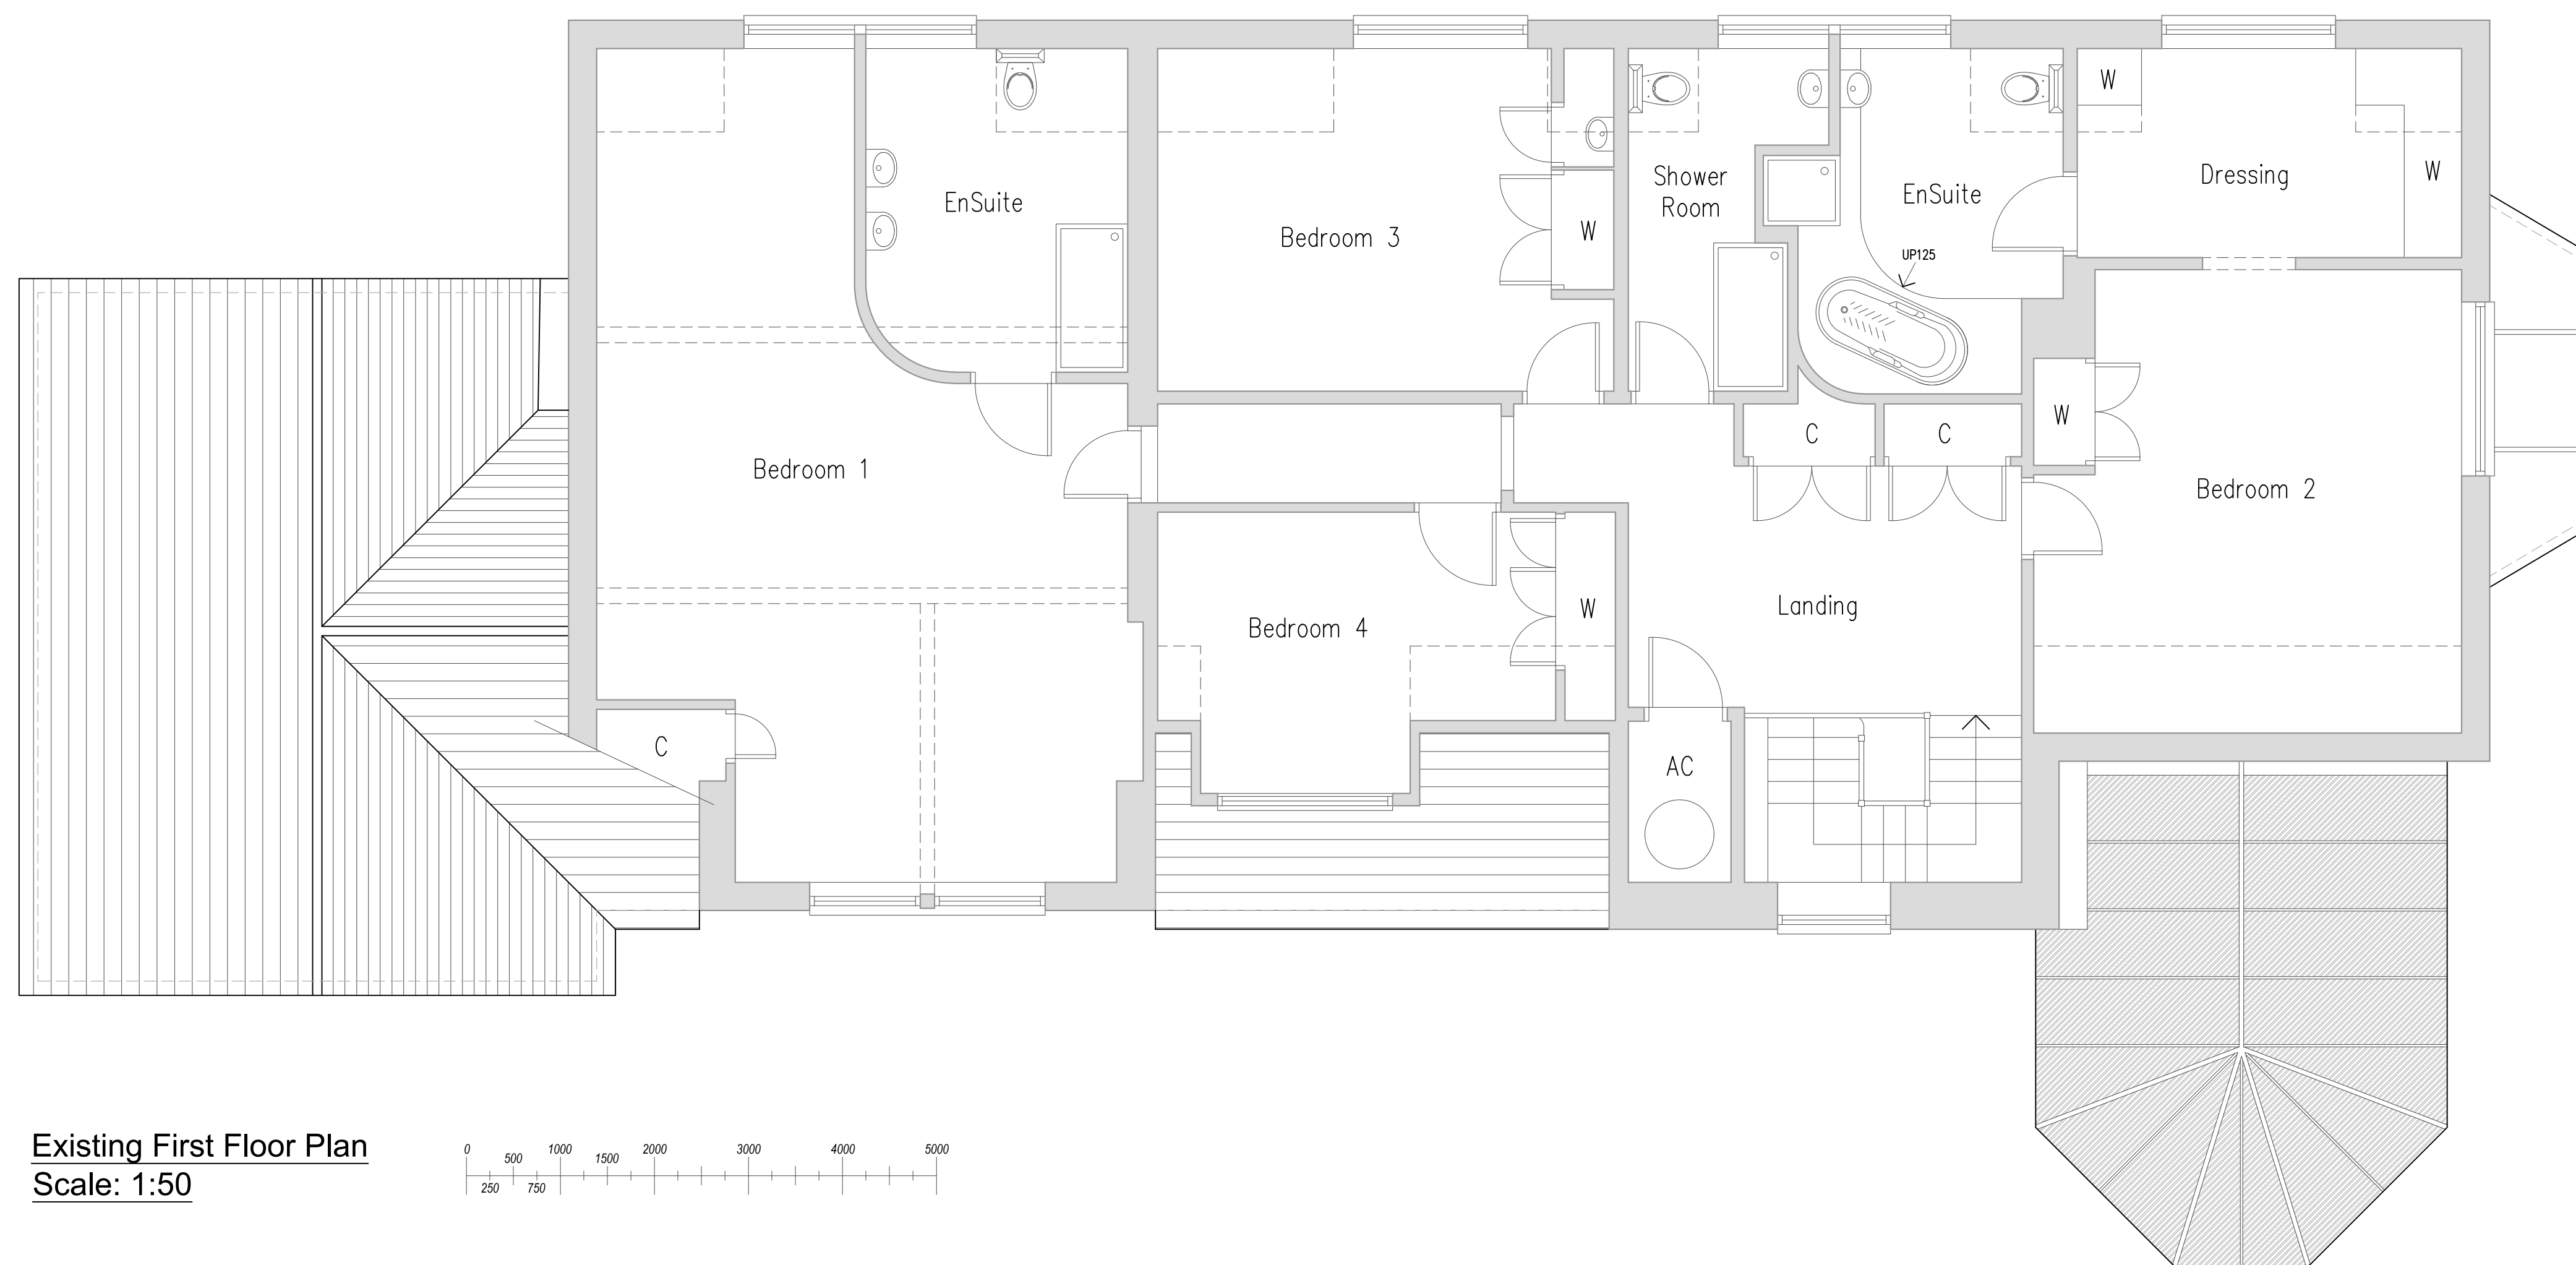 W
Shower
Room
EnSuite
Dressing
W
EnSuite
Bedroom 3
W
UP125
Bedroom 1
C
C
W
Bedroom 2
Bedroom 4
W
Landing
C
AC
Existing First Floor Plan
Scale: 1:50
0
500
1000
1500
2000
3000
4000
5000
250
750